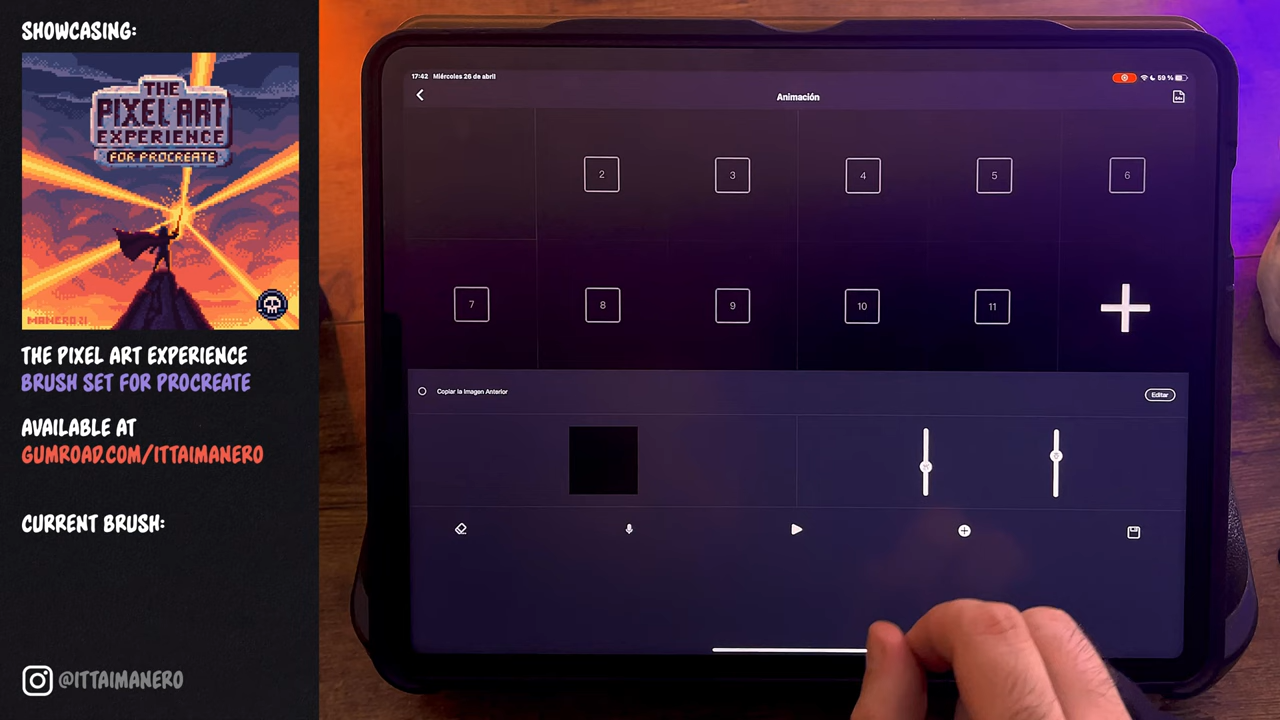 SHOWCASING:
THE
PIXEL ART
EXPERIENCE
FOR PROCREATE
MANERO 21
THE PIXEL ART EXPERIENCE
BRUSH SET FOR PROCREATE
AVAILABLE AT
GUMROAD.COM/ITTAIMANERO
CURRENT BRUSH:
@ITTAIMANERO
17:42 Miércoles 26 de abril
59 %
Animación
2
3
4
5
6
7
8
9
10
11
Copiar la Imagen Anterior
Editar